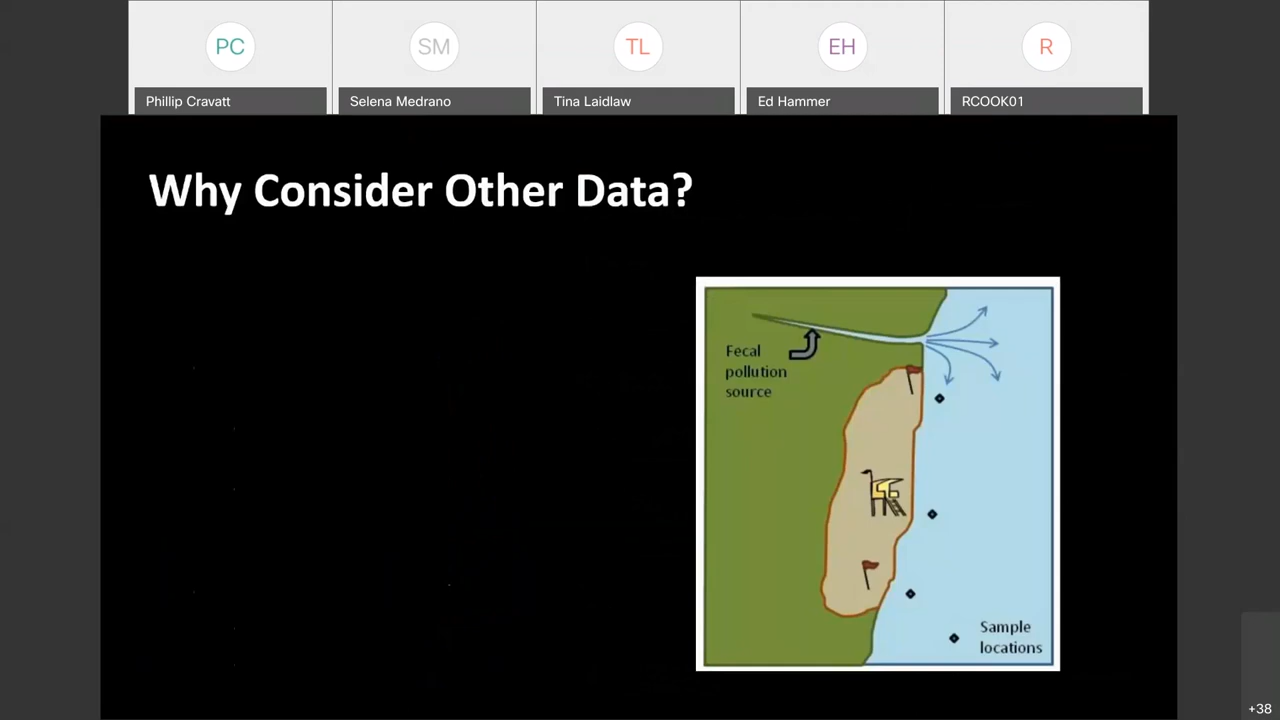 PC
SM
TL
EH
R
Phillip Cravatt
Selena Medrano
Tina Laidlaw
Ed Hammer
RCOOK01
Why Consider Other Data?
Fecal
pollution
source
Sample
locations
+38